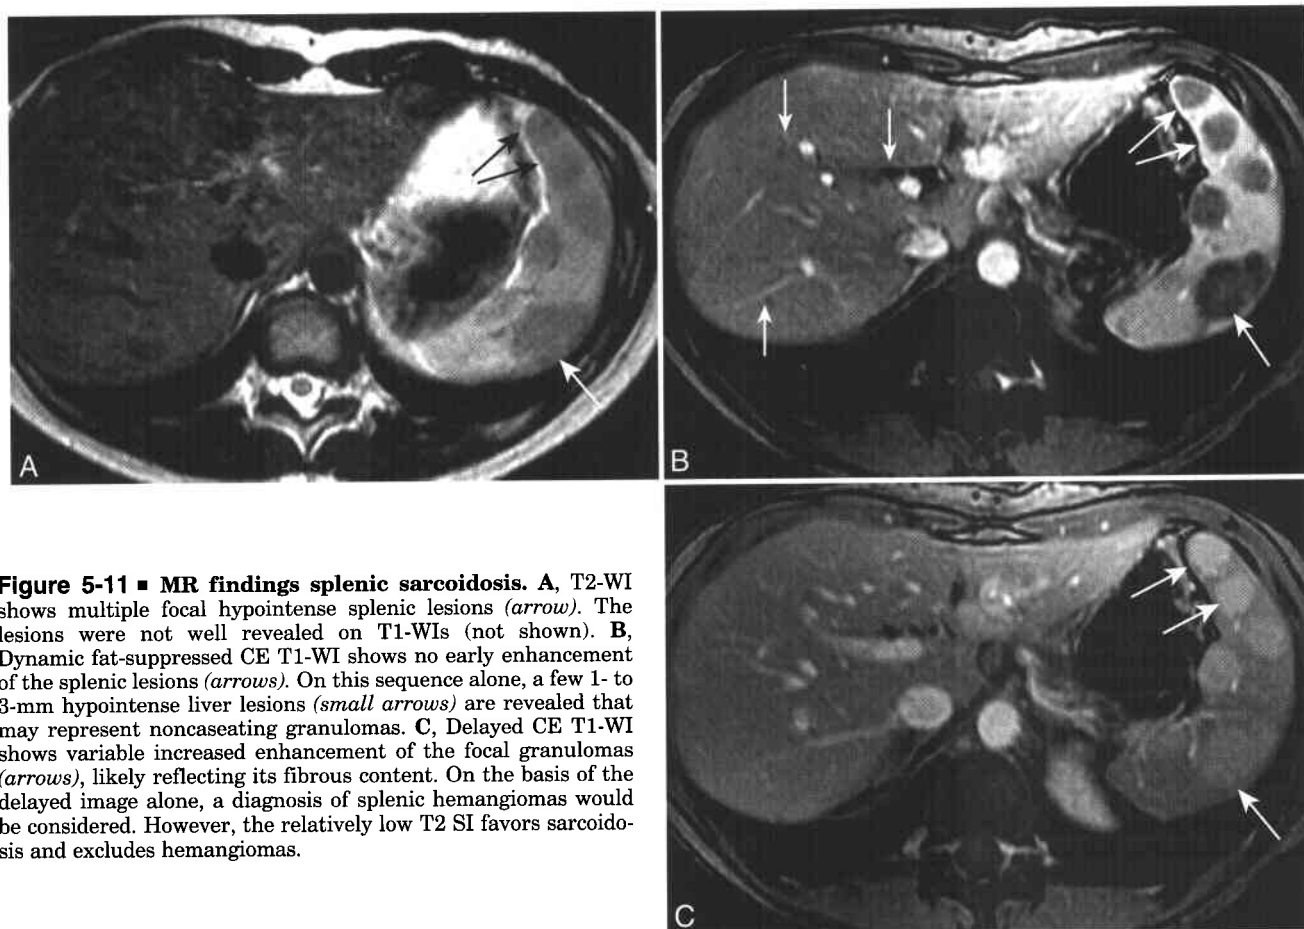 A
B
C
Figure 5-11 ■ MR findings splenic sarcoidosis. A, T2-WI
shows multiple focal hypointense splenic lesions (arrow). The
lesions were not well revealed on T1-WIs (not shown). B,
Dynamic fat-suppressed CE T1-WI shows no early enhancement
of the splenic lesions (arrows). On this sequence alone, a few 1- to
3-mm hypointense liver lesions (small arrows) are revealed that
may represent noncaseating granulomas. C, Delayed CE T1-WI
shows variable increased enhancement of the focal granulomas
(arrows), likely reflecting its fibrous content. On the basis of the
delayed image alone, a diagnosis of splenic hemangiomas would
be considered. However, the relatively low T2 SI favors sarcoido-
sis and excludes hemangiomas.